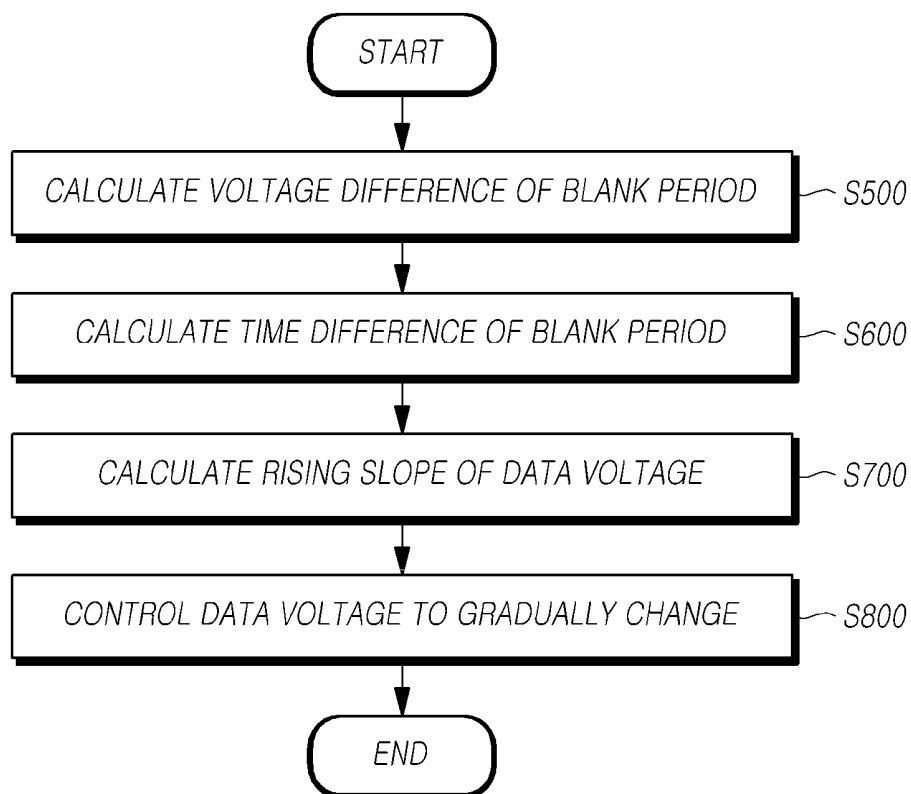 START
CALCULATE VOLTAGE DIFFERENCE OF BLANK PERIOD
S500
CALCULATE TIME DIFFERENCE OF BLANK PERIOD
S600
CALCULATE RISING SLOPE OF DATA VOLTAGE
S700
CONTROL DATA VOLTAGE TO GRADUALLY CHANGE
S800
END